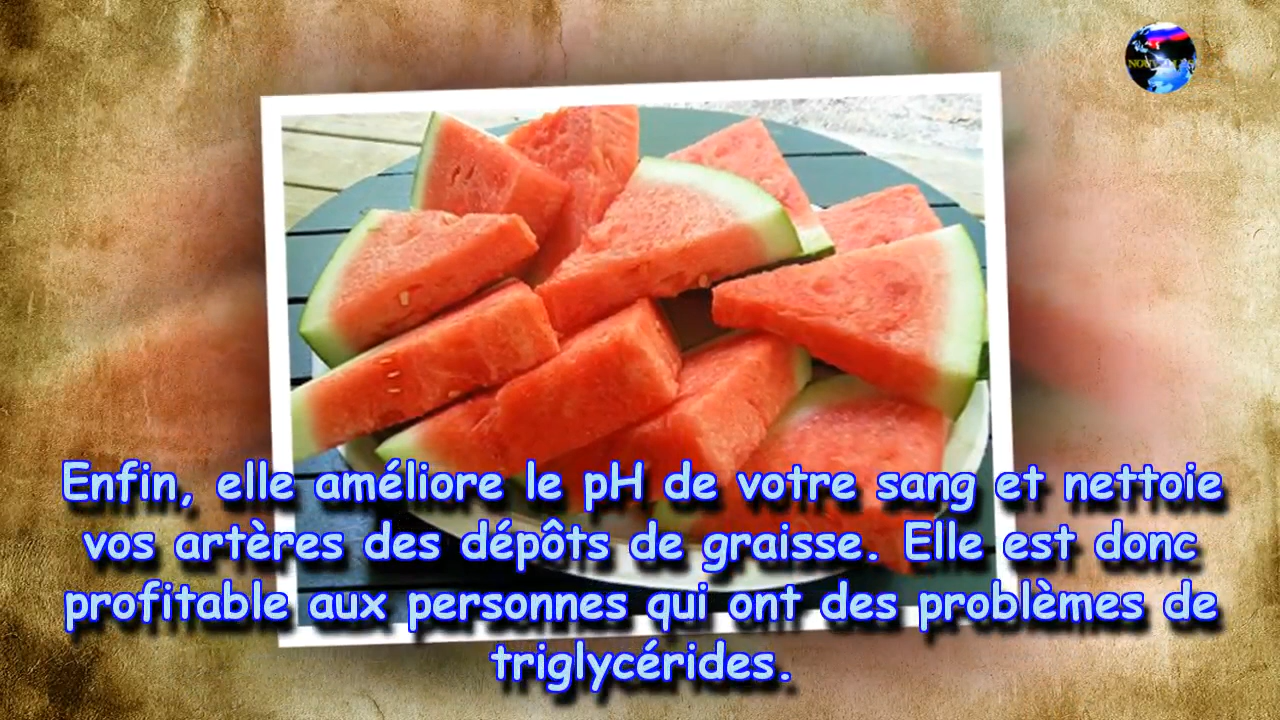 Enfin, elle améliore le pH de votre sang et nettoie
vos artères des dépôts de graisse. Elle est donc
profitable aux personnes qui ont des problèmes de
triglycérides.